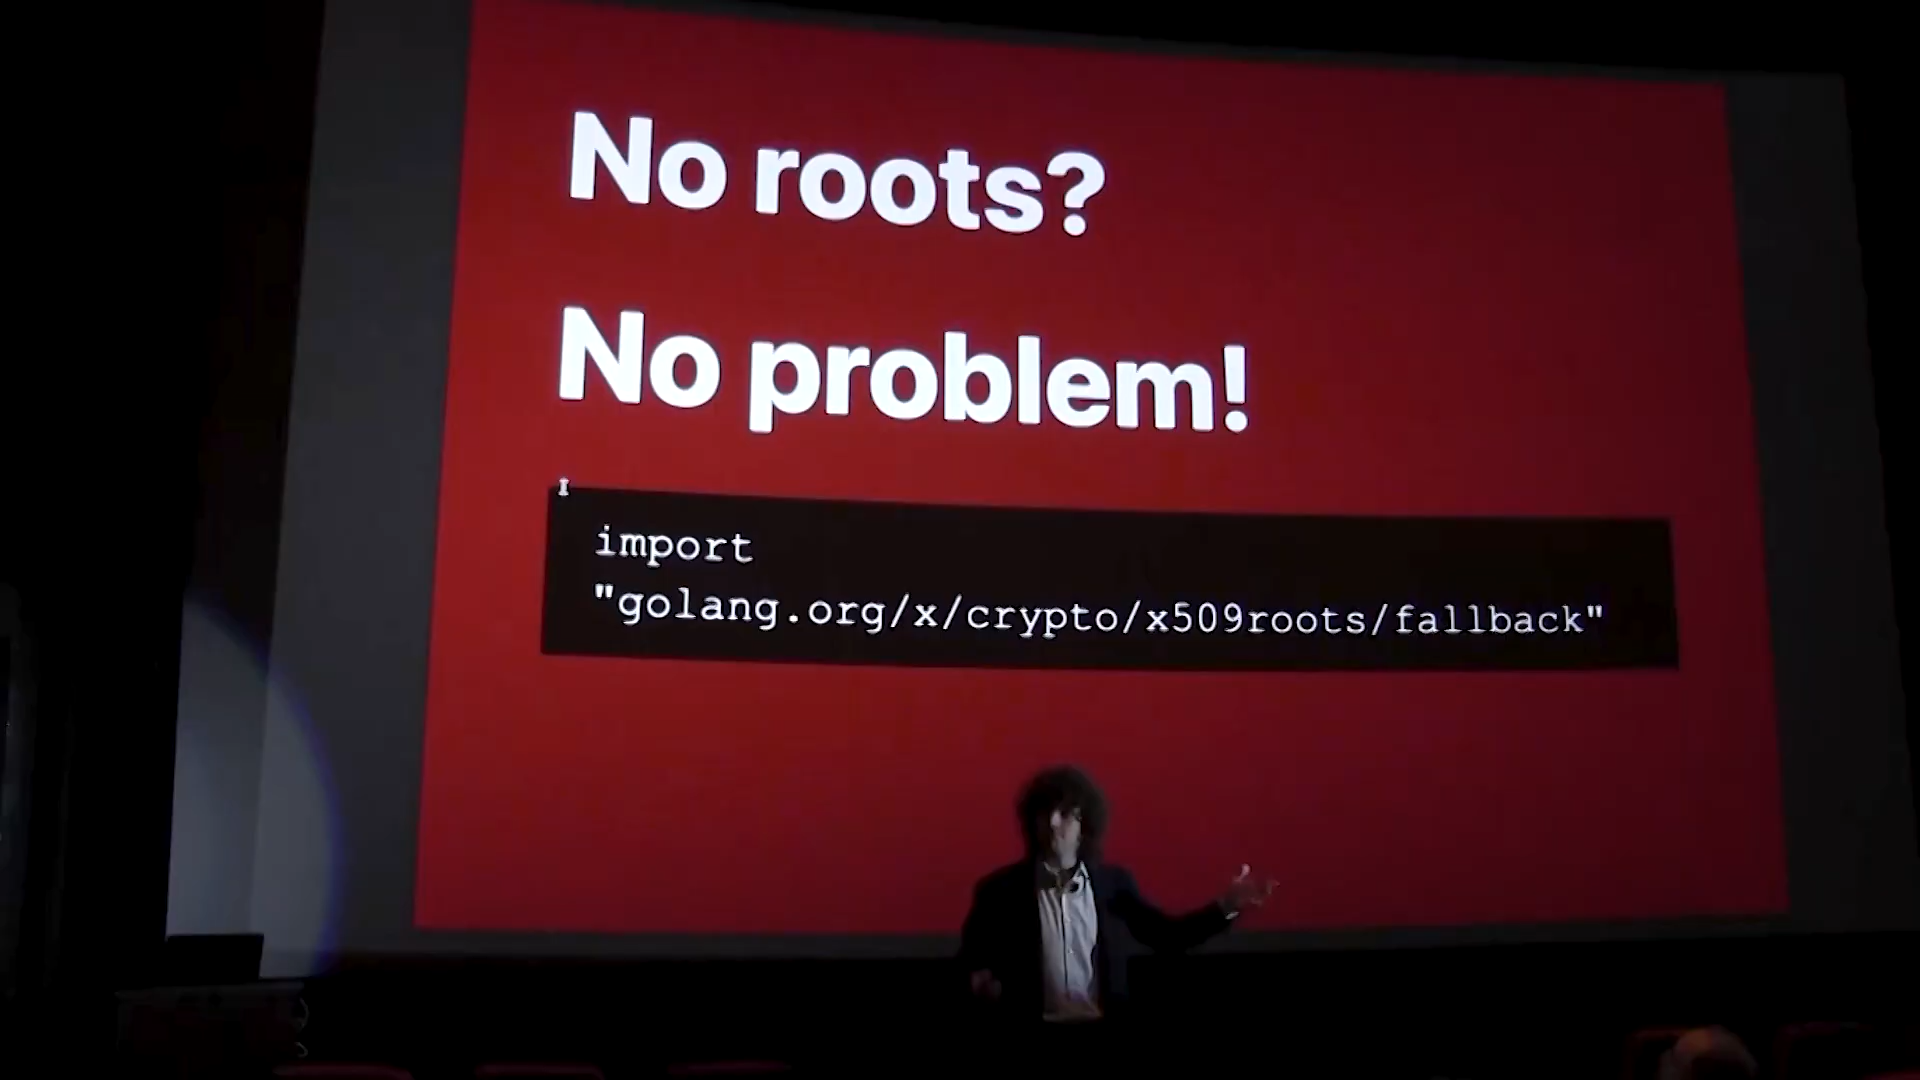 No roots?
No problem!
import
"golang.org/x/crypto/x509roots/fallback"